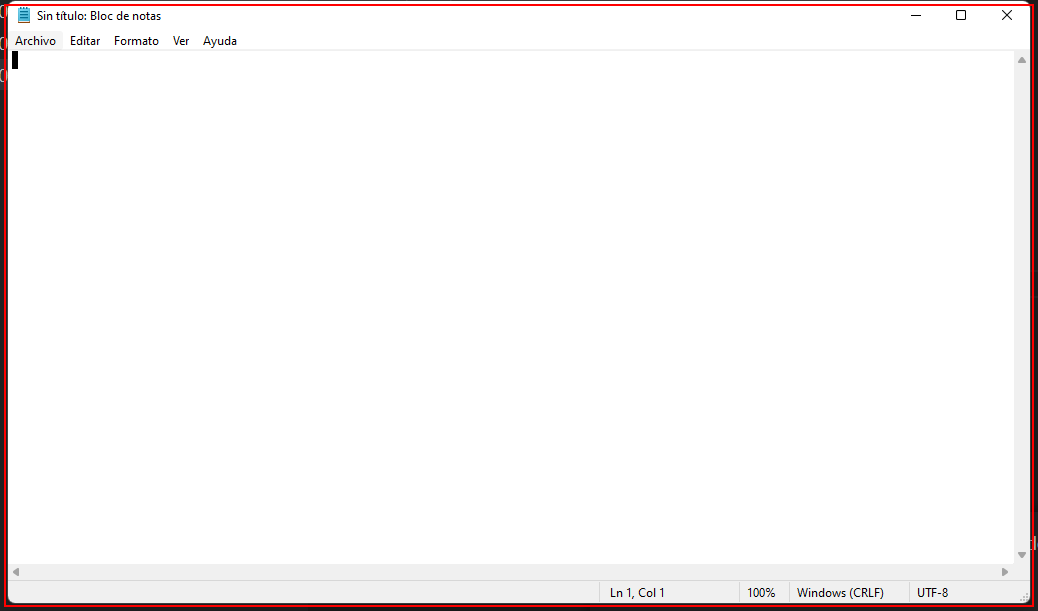 Sin título: Bloc de notas
Archivo Editar Formato Ver Ayuda
Ln 1, Col 1 100% Windows (CRLF) UTF-8